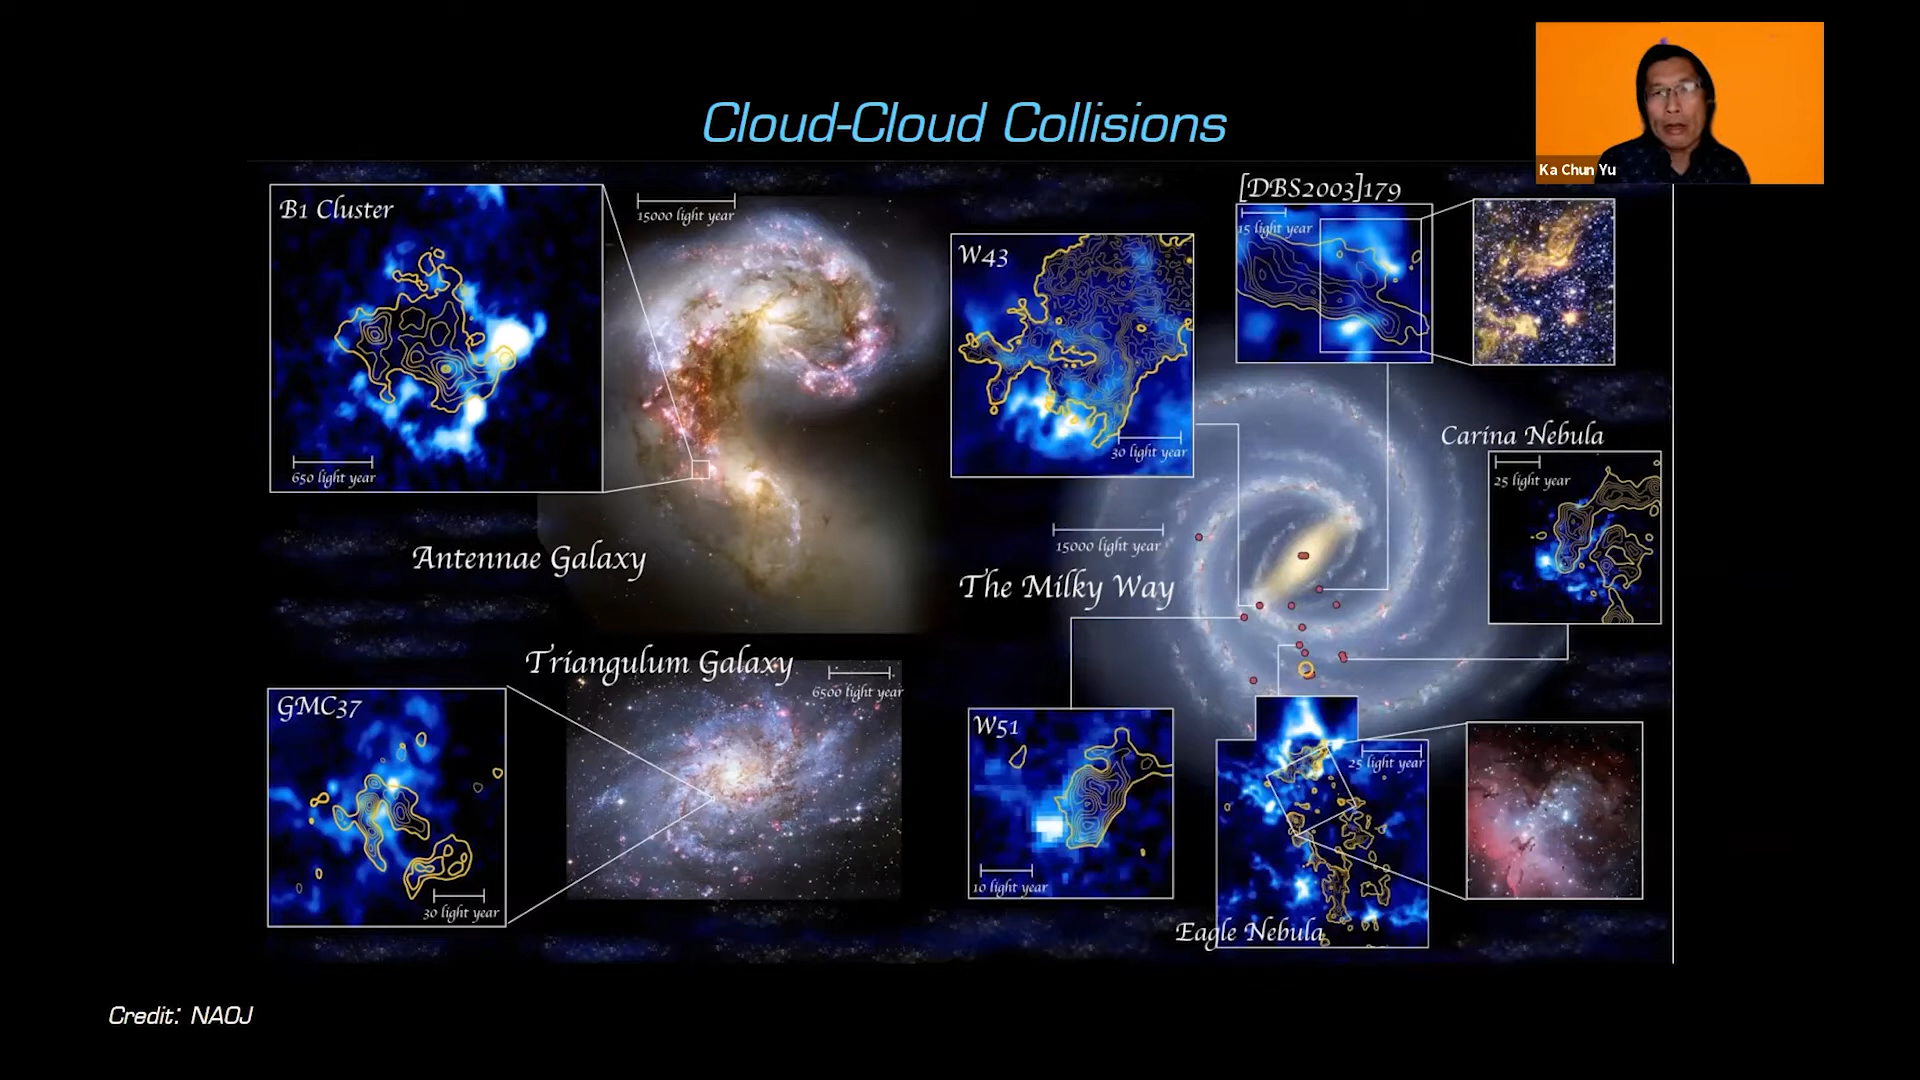 Cloud-Cloud Collisions
Ka Chun Yu
B1 Cluster
650 light year
15000 light year
Antennae Galaxy
Triangulum Galaxy
6500 light year
GMC37
30 light year
W43
30 light year
[DBS2003]179
15 light year
Carina Nebula
25 light year
15000 light year
The Milky Way
W51
10 light year
25 light year
Eagle Nebula
Credit: NAOJ